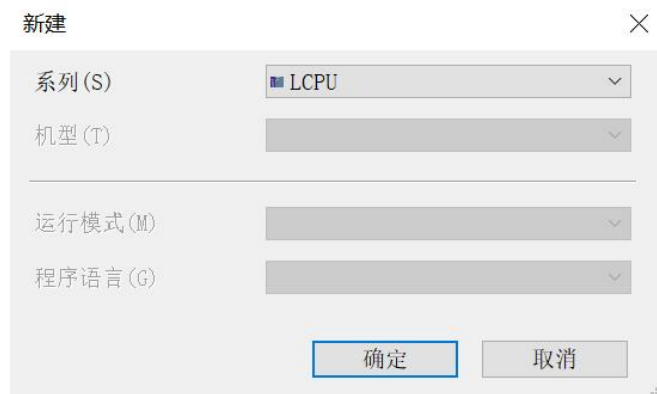 新建
系列(S) LCPU
机型(T)
运行模式(M)
程序语言(G)
确定 取消